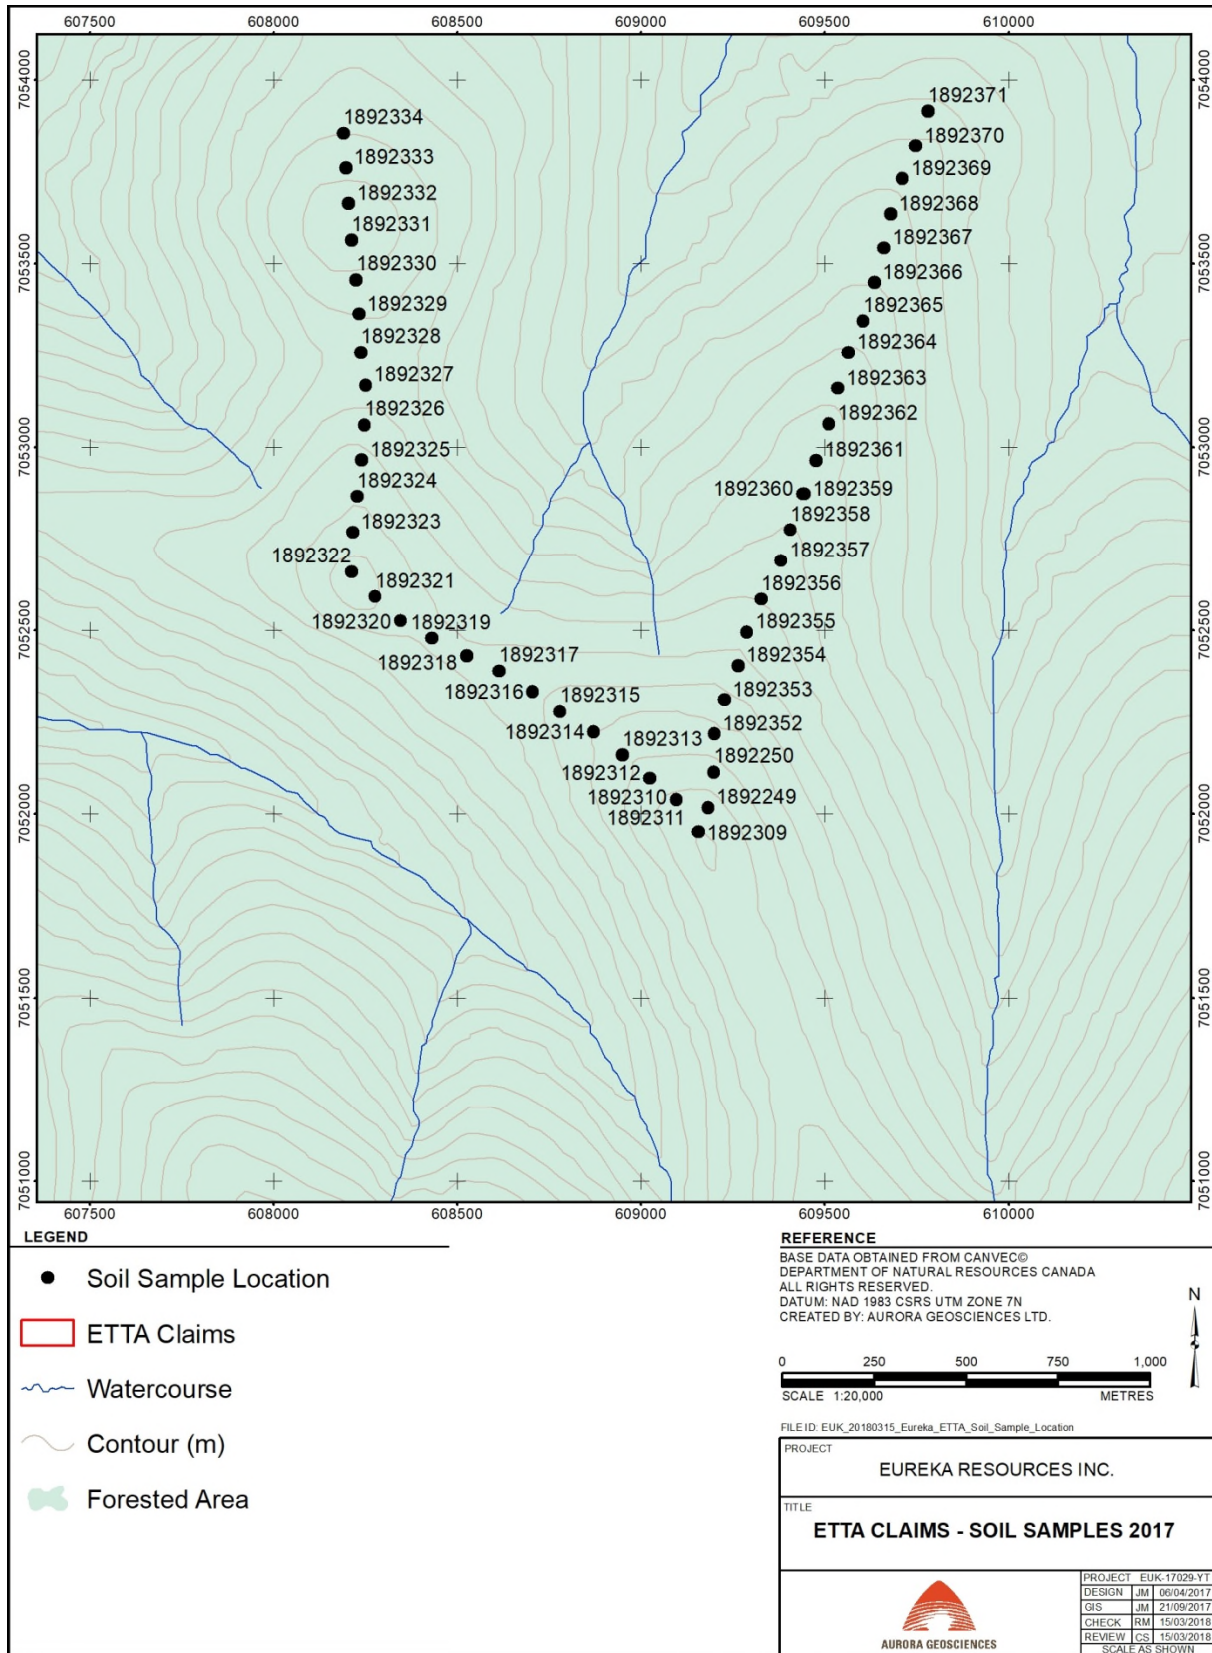 607500 608000 608500 609000 609500 610000
7054000 7054000
7053500 7053500
7053000 7053000
7052500 7052500
7052000 7052000
7051500 7051500
7051000 7051000
1892334
1892333
1892332
1892331
1892330
1892329
1892328
1892327
1892326
1892325
1892324
1892323
1892322
1892321
1892320
1892319
1892318
1892317
1892316
1892315
1892314
1892313
1892312
1892310
1892311
1892309
1892249
1892250
1892352
1892353
1892354
1892355
1892356
1892357
1892358
1892360
1892359
1892361
1892362
1892363
1892364
1892365
1892366
1892367
1892368
1892369
1892370
1892371
607500 608000 608500 609000 609500 610000
LEGEND
Soil Sample Location
ETTA Claims
Watercourse
Contour (m)
Forested Area
REFERENCE
BASE DATA OBTAINED FROM CANVEC©
DEPARTMENT OF NATURAL RESOURCES CANADA
ALL RIGHTS RESERVED.
DATUM: NAD 1983 CSRS UTM ZONE 7N
CREATED BY: AURORA GEOSCIENCES LTD.
N
0 250 500 750 1,000
SCALE 1:20,000 METRES
FILE ID: EUK_20180315_Eureka_ETTA_Soil_Sample_Location
PROJECT
EUREKA RESOURCES INC.
TITLE
ETTA CLAIMS - SOIL SAMPLES 2017
AURORA GEOSCIENCES
PROJECT EUK-17029-YT
DESIGN JM 06/04/2017
GIS JM 21/09/2017
CHECK RM 15/03/2018
REVIEW CS 15/03/2018
SCALE AS SHOWN